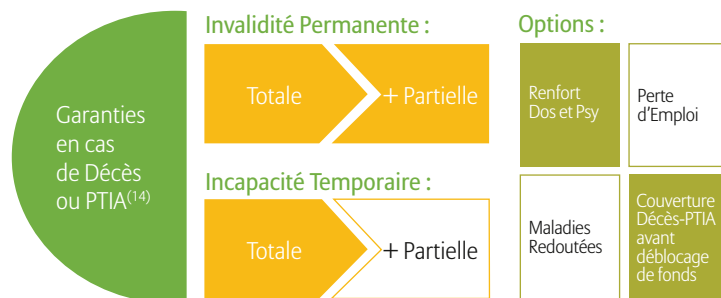 Garanties
en cas
de Décès
ou PTIA(14)
Invalidité Permanente :
Totale
+ Partielle
Incapacité Temporaire :
Totale
+ Partielle
Options :
Renfort
Dos et Psy
Perte
d’Emploi
Maladies
Redoutées
Couverture
Décès-PTIA
avant
déblocage
de fonds